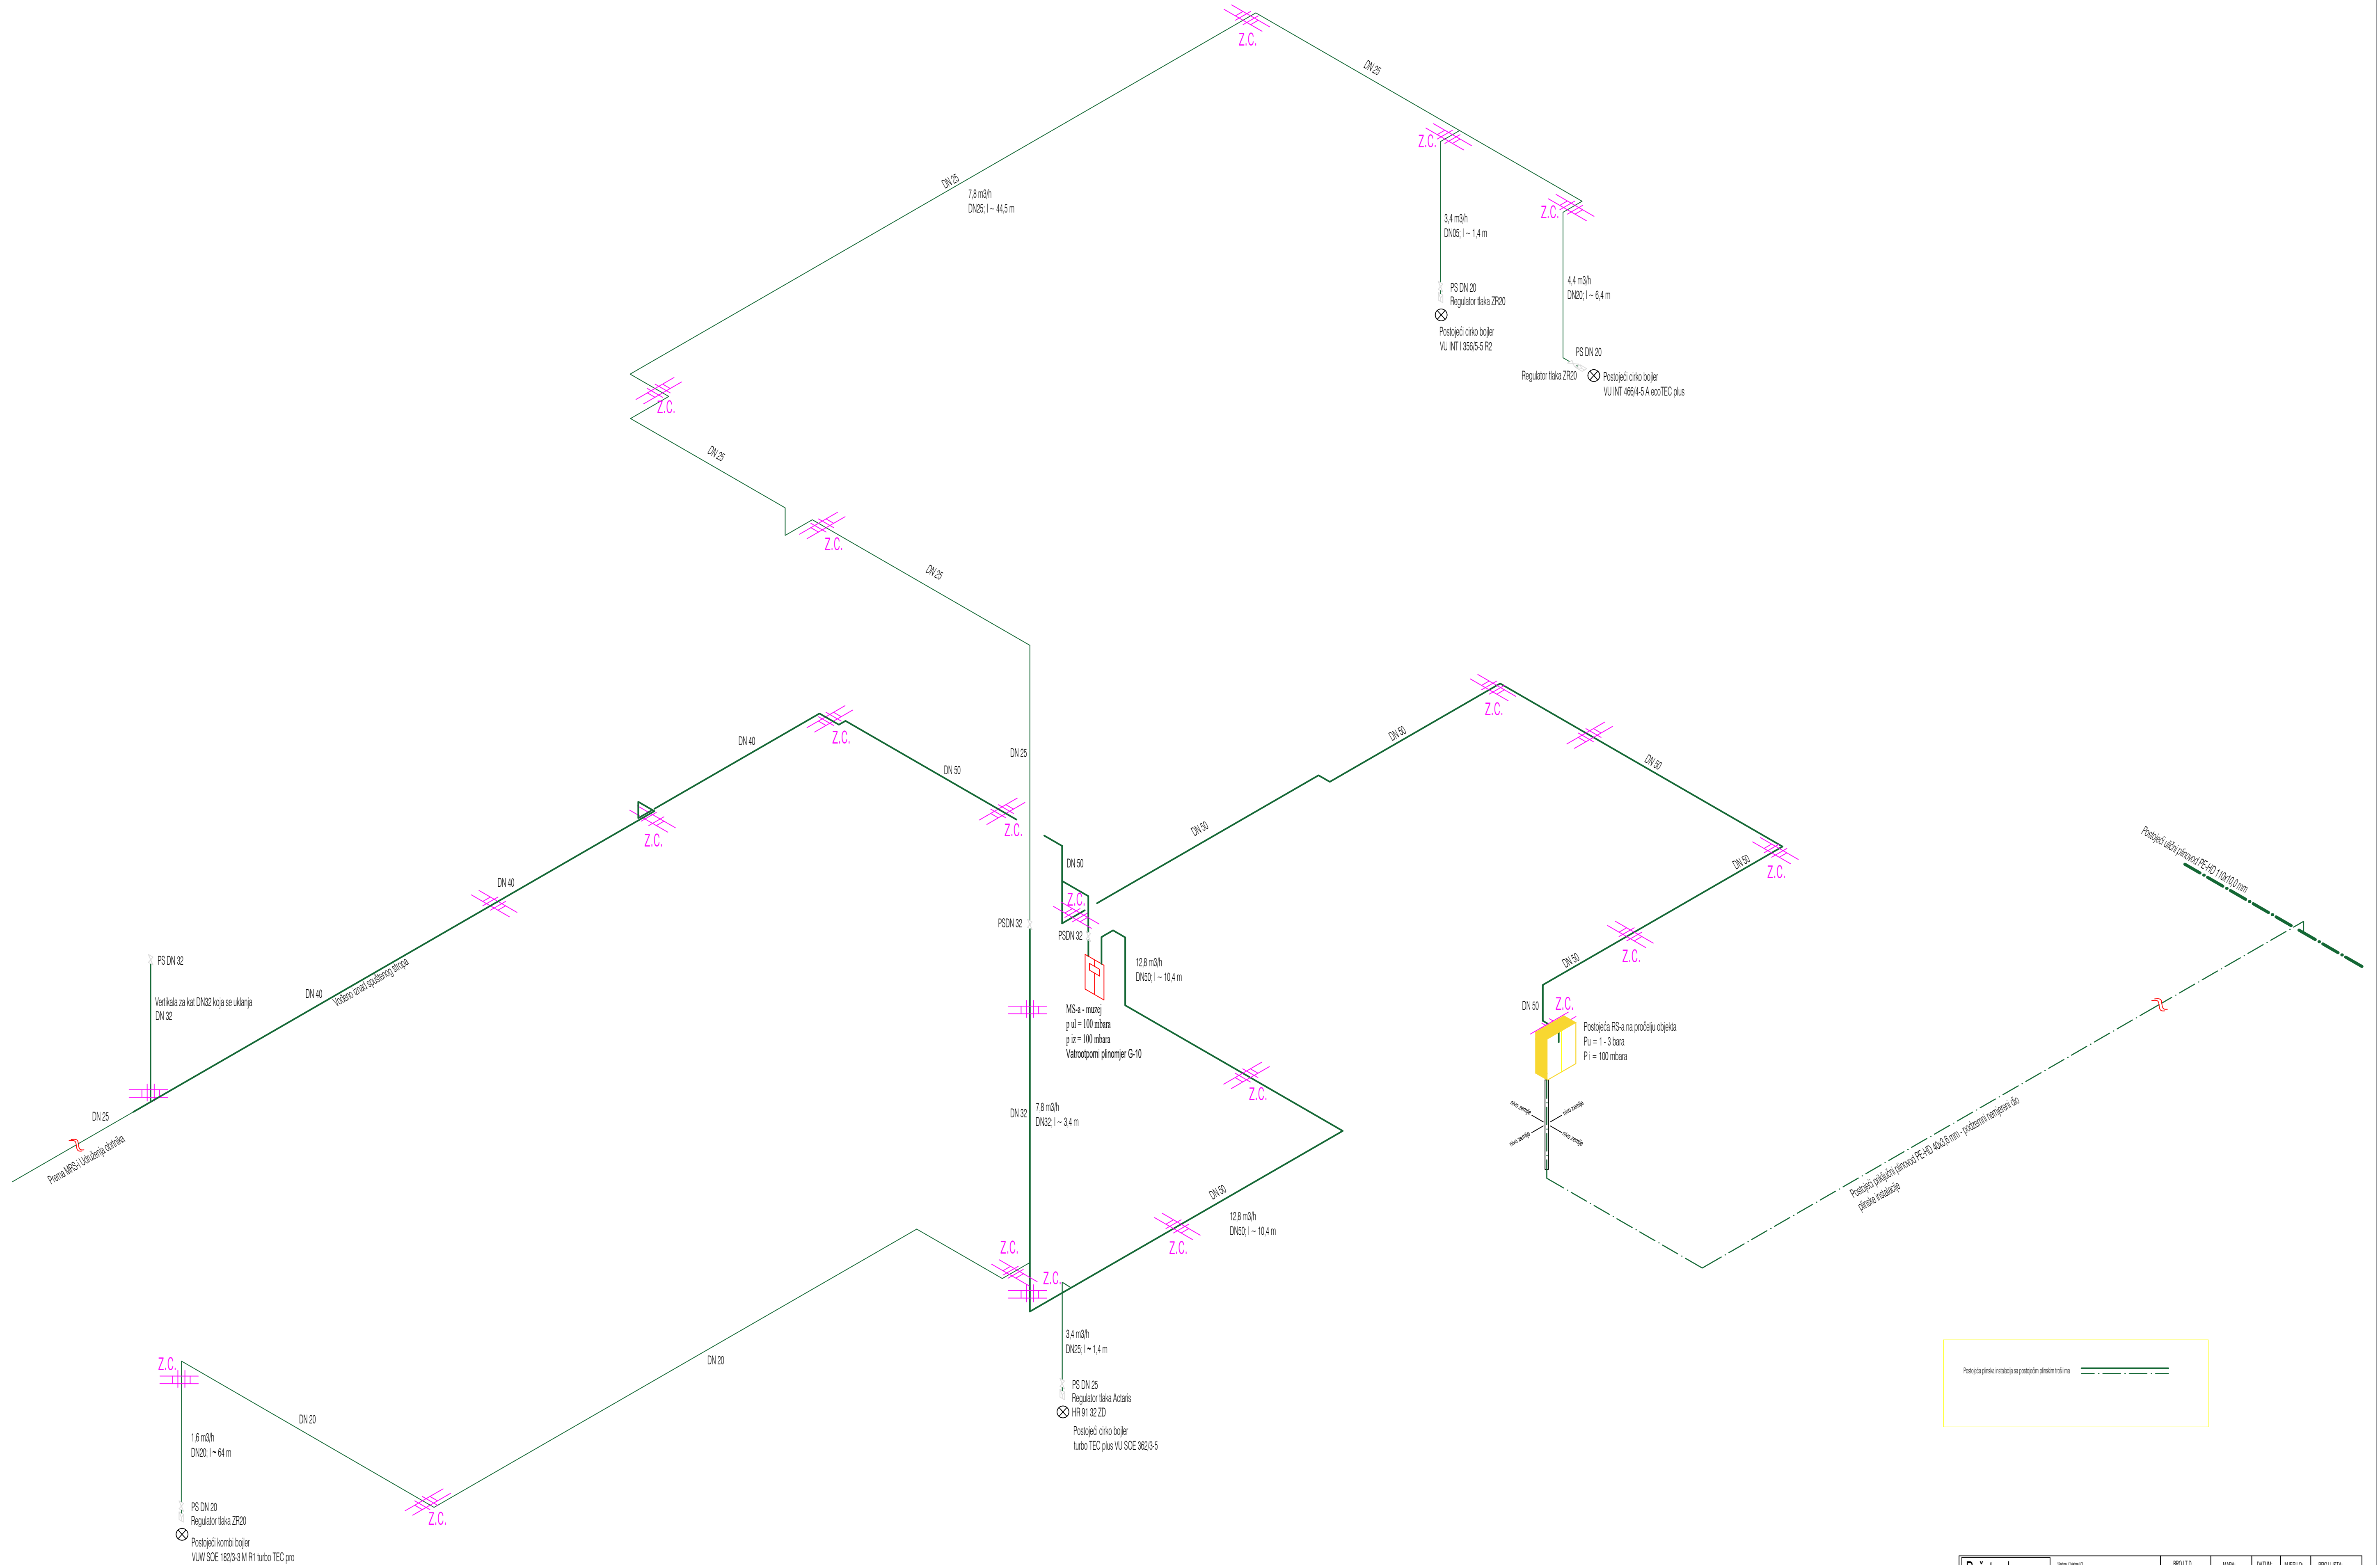 Z.C.
DN 25
Z.C.
DN 25
7,8 m3/h
DN25; l ~ 44,5 m
3,4 m3/h
DN05; l ~ 1,4 m
Z.C.
4,4 m3/h
DN20; l ~ 6,4 m
PS DN 20
Regulator tlaka ZR20
Postojeći cirko bojler
VU INT I 356/5-5 R2
PS DN 20
Regulator tlaka ZR20
Postojeći cirko bojler
VU INT 466/4-5 A ecoTEC plus
Z.C.
DN 25
Z.C.
DN 25
DN 40
Z.C.
DN 50
DN 25
Z.C.
Z.C.
DN 40
DN 40
Vođeno iznad spuštenog stropa
PS DN 32
Vertikala za kat DN32 koja se uklanja
DN 32
DN 25
Prema MRS-i Udruženja obrtnika
DN 50
Z.C.
PSDN 32
PSDN 32
12,8 m3/h
DN50; l ~ 10,4 m
MS-a - muzej
p ul = 100 mbara
p iz = 100 mbara
Vatrootporni plinomjer G-10
DN 50
DN 50
Z.C.
DN 50
Z.C.
DN 50
Z.C.
DN 50
DN 50
Z.C.
Postojeća RS-a na pročelju objekta
Pu = 1 - 3 bara
P i = 100 mbara
nivo zemlje
nivo zemlje
nivo zemlje
nivo zemlje
Postojeći ulični plinovod PE-HD 110x10,0 mm
Postojeći priključni plinovod PE-HD 40x3,6 mm - podzemni nemjereni dio
plinske instalacije
Z.C.
DN 32
7,8 m3/h
DN32; l ~ 3,4 m
DN 50
12,8 m3/h
DN50; l ~ 10,4 m
Z.C.
Z.C.
Z.C.
3,4 m3/h
DN25; l ~ 1,4 m
PS DN 25
Regulator tlaka Actaris
HR 91 32 ZD
Postojeći cirko bojler
turbo TEC plus VU SOE 362/3-5
DN 20
Z.C.
DN 20
1,6 m3/h
DN20; l ~ 64 m
Z.C.
PS DN 20
Regulator tlaka ZR20
Postojeći kombi bojler
VUW SOE 182/3-3 M R1 turbo TEC pro
Postojeća plinska instalacija sa postojećim plinskim trošilima